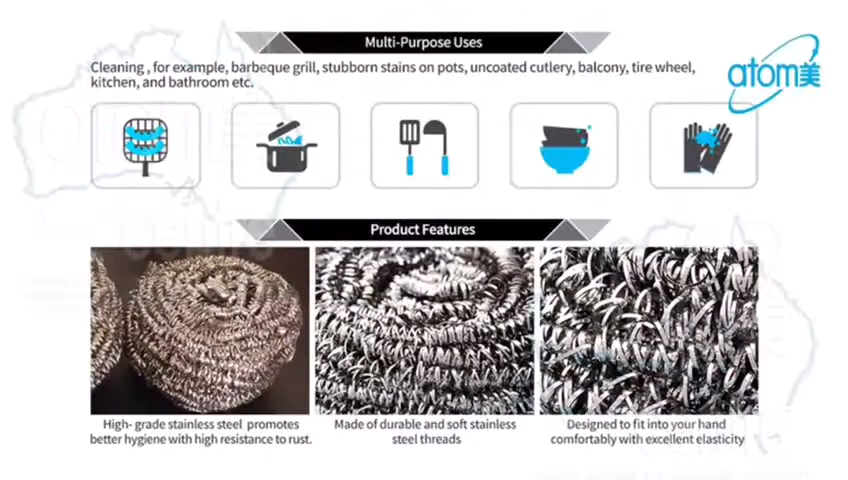 Multi-Purpose Uses
Cleaning , for example, barbeque grill, stubborn stains on pots, uncoated cutlery, balcony, tire wheel,
kitchen, and bathroom etc.
atom美
Product Features
High- grade stainless steel promotes
better hygiene with high resistance to rust.
Made of durable and soft stainless
steel threads
Designed to fit into your hand
comfortably with excellent elasticity